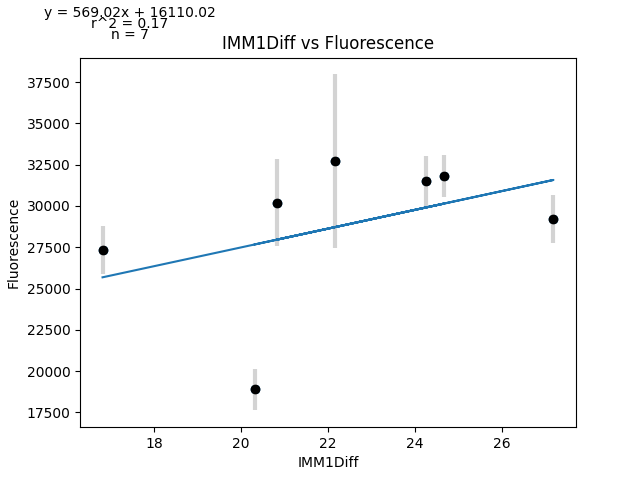 y = 569.02x + 16110.02
r^2 = 0.17
n = 7
IMM1Diff vs Fluorescence
Fluorescence
37500
35000
32500
30000
27500
25000
22500
20000
17500
18 20 22 24 26
IMM1Diff